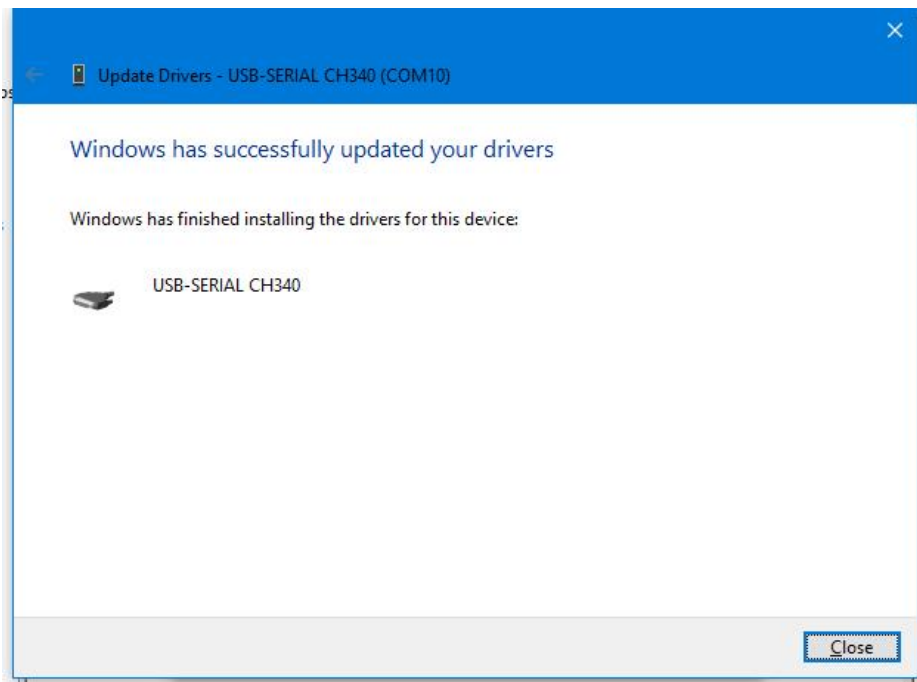 Update Drivers - USB-SERIAL CH340 (COM10)
Windows has successfully updated your drivers
Windows has finished installing the drivers for this device:
USB-SERIAL CH340
Close